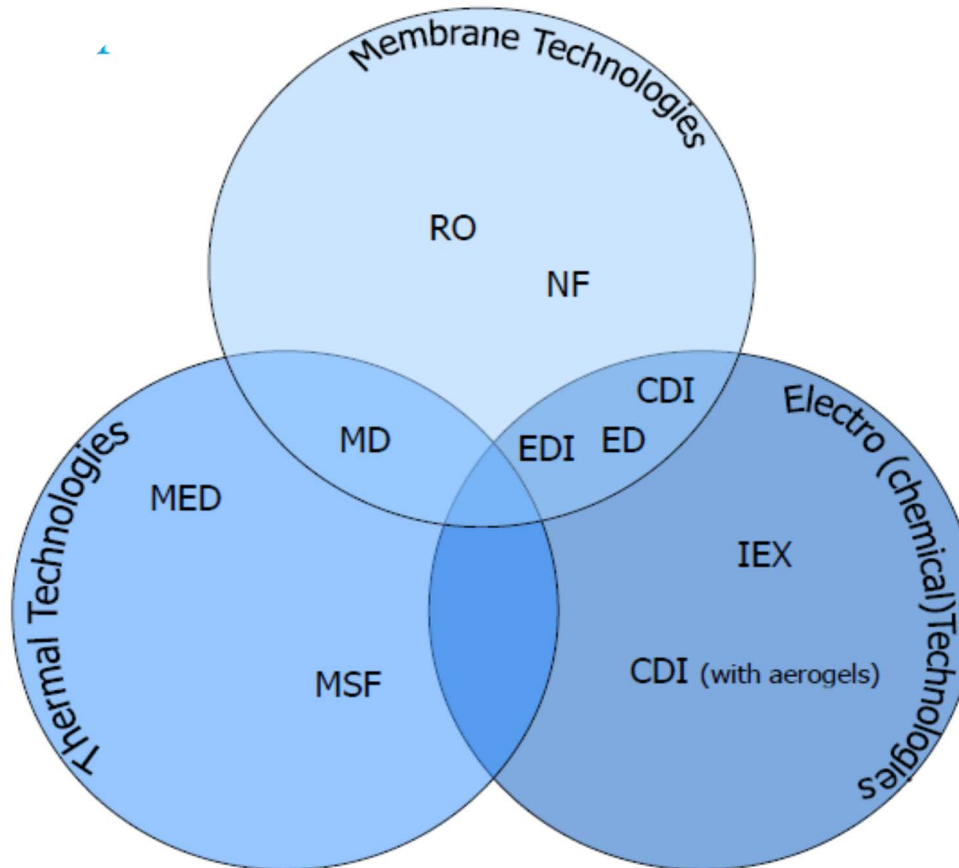 Membrane Technologies
RO
NF
CDI
EDI ED
MD
Thermal Technologies
MED
MSF
Electro (chemical)Technologies
IEX
CDI (with aerogels)